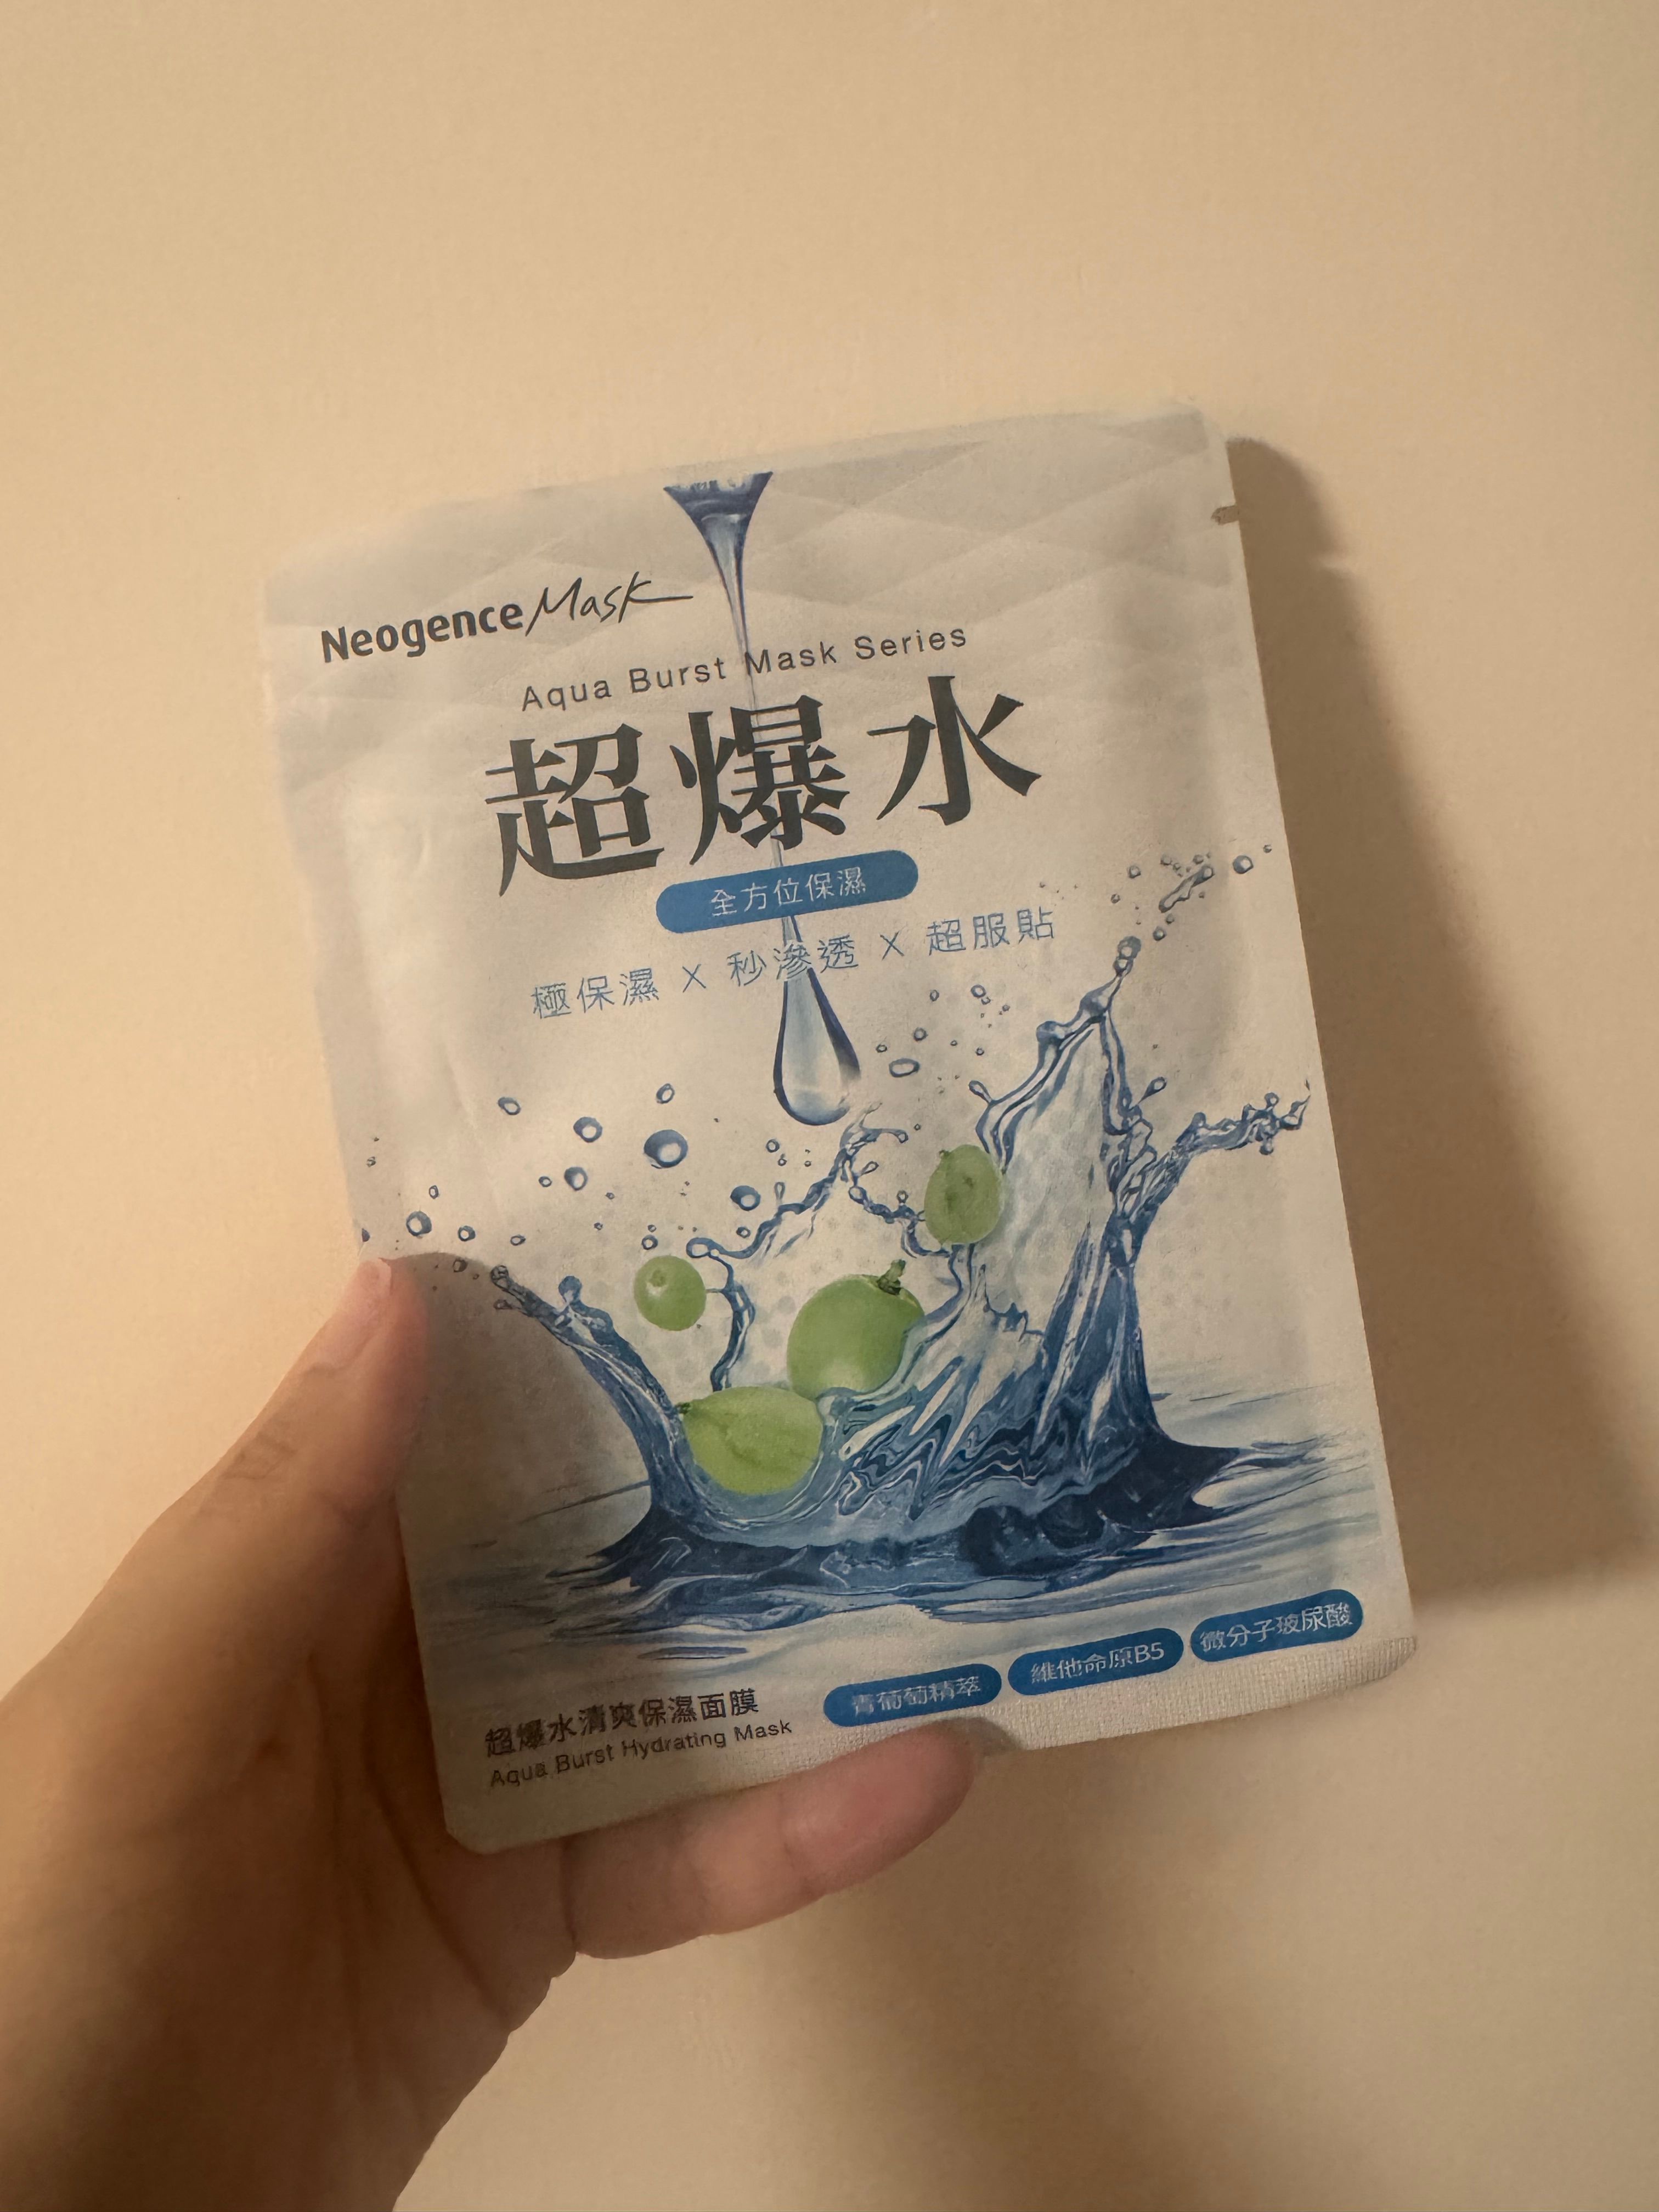 Neogence Mask
Aqua Burst Mask Series
超爆水
全方位保濕
極保濕 X 秒滲透 X 超服貼
超爆水清爽保濕面膜
Aqua Burst Hydrating Mask
青葡萄精萃
維他命原B5
微分子玻尿酸